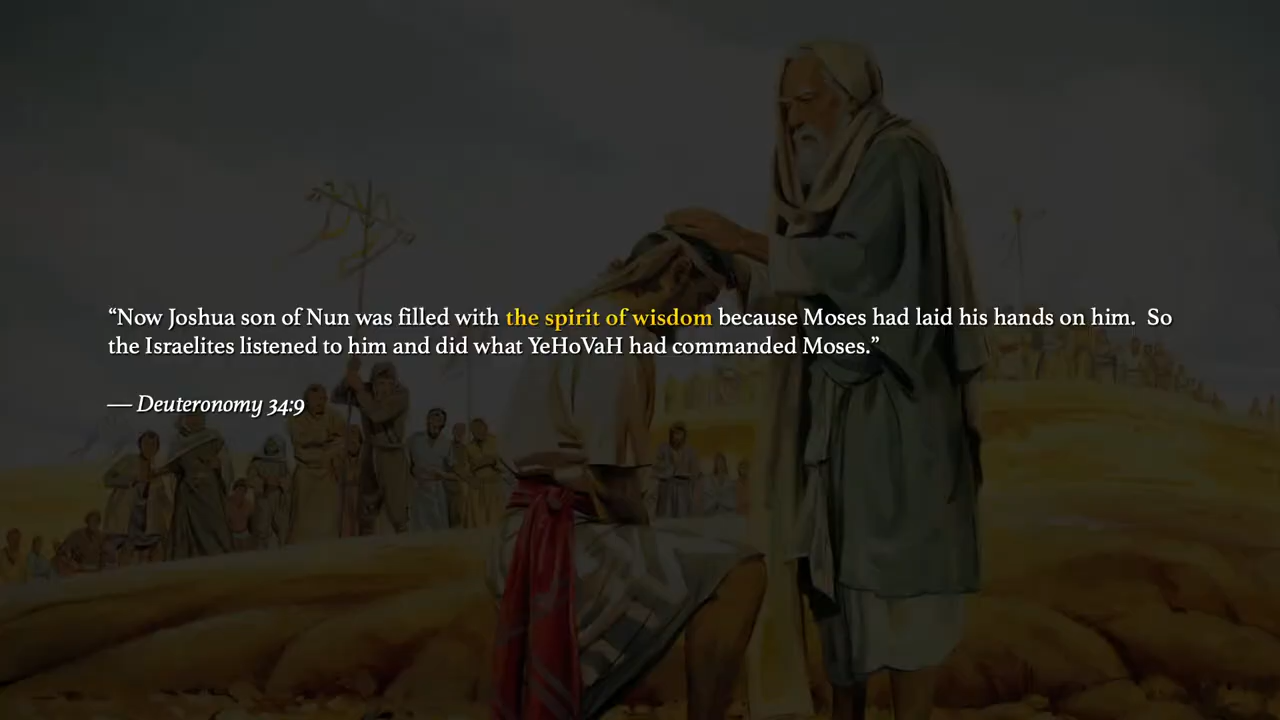 “Now Joshua son of Nun was filled with the spirit of wisdom because Moses had laid his hands on him.  So
the Israelites listened to him and did what YeHoVaH had commanded Moses.”
— Deuteronomy 34:9